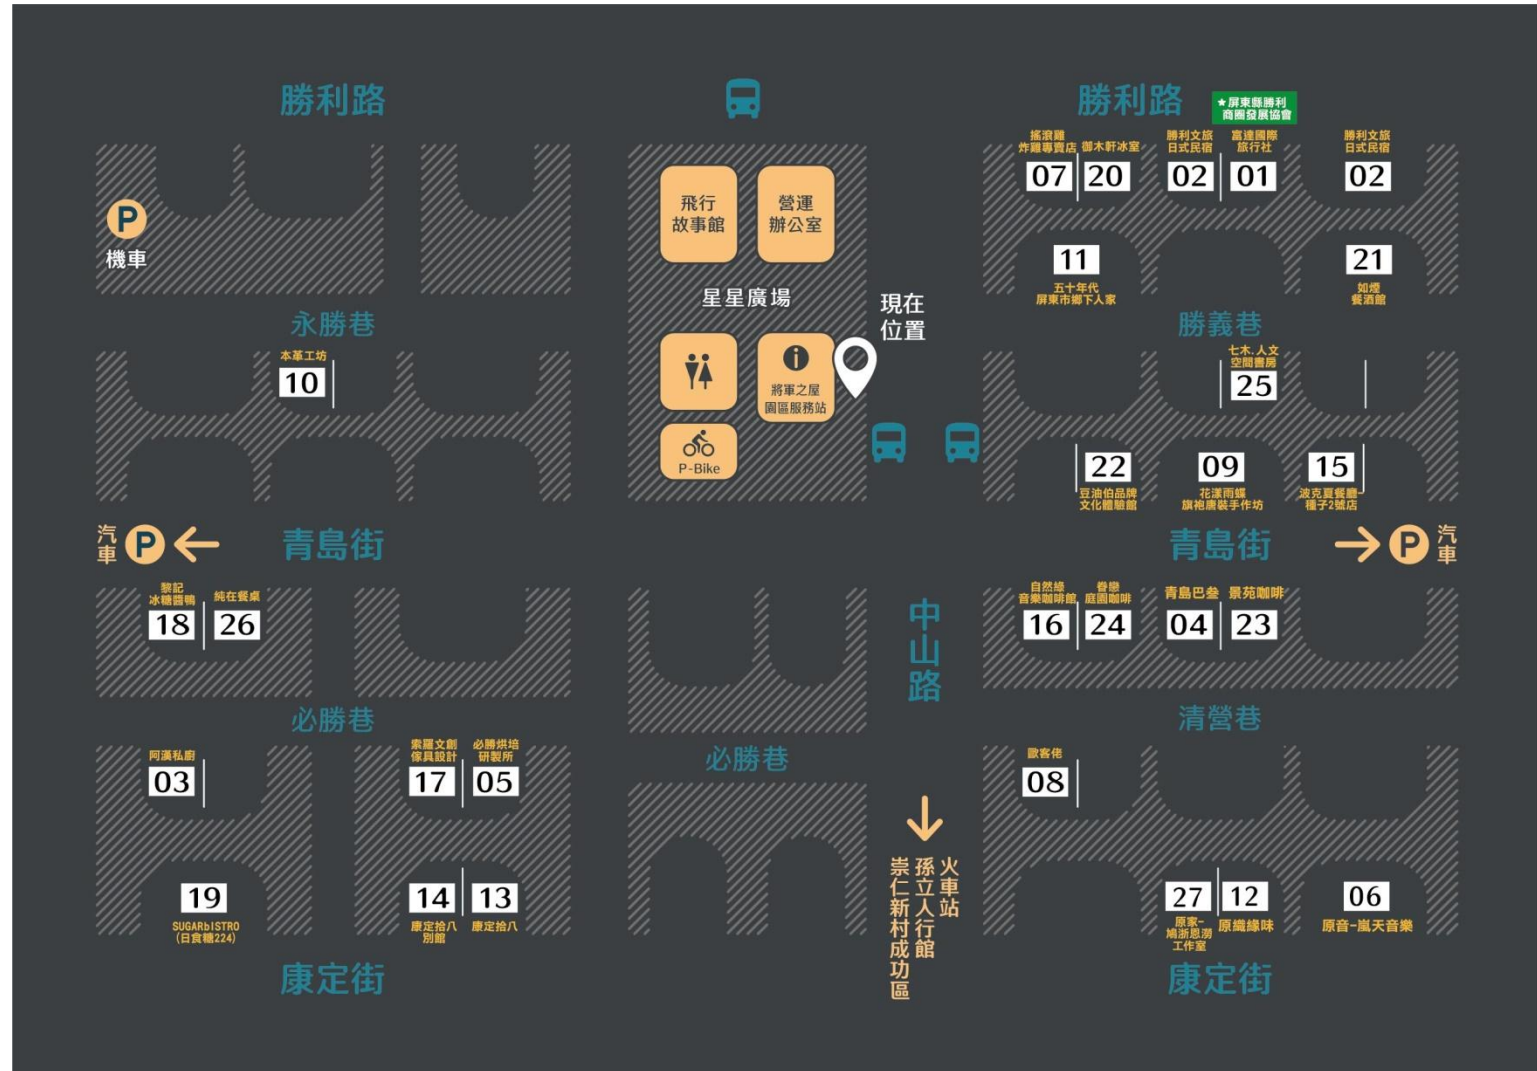 勝利路
勝利路
★屏東縣勝利
商圈發展協會
搖滾雞
炸雞專賣店
07
御木軒冰室
20
勝利文旅
日式民宿
02
富達國際
旅行社
01
勝利文旅
日式民宿
02
P
機車
飛行
故事館
營運
辦公室
星星廣場
現在
位置
11
五十年代
屏東市鄉下人家
21
如煙
餐酒館
永勝巷
勝義巷
本革工坊
10
i
將軍之屋
園區服務站
P-Bike
七木.人文
空間書房
25
22
豆油伯品牌
文化體驗館
09
花漾雨蝶
旗袍唐裝手作坊
15
波克夏餐廳-
種子2號店
汽車
P
青島街
青島街
P
汽車
黎記
冰糖醬鴨
18
純在餐桌
26
中山路
自然綠
音樂咖啡館
16
眷戀
庭園咖啡
24
青島巴叁
04
景苑咖啡
23
必勝巷
必勝巷
清營巷
阿漢私廚
03
索羅文創
傢具設計
17
必勝烘培
研製所
05
歐客佬
08
火車站
孫立人行館
崇仁新村成功區
19
SUGARbISTRO
(日食糖224)
14
康定拾八
別館
13
康定拾八
27
原家-
鳩浙恩澇
工作室
12
原織緣味
06
原音-嵐天音樂
康定街
康定街